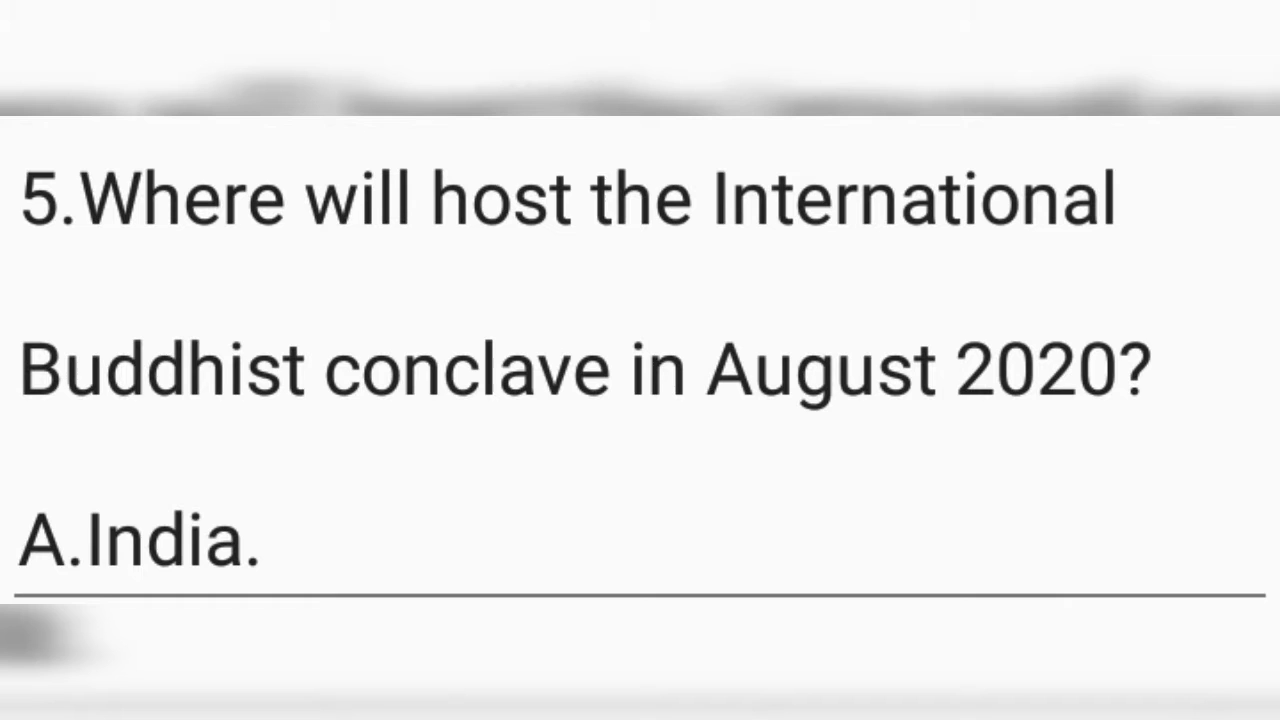 5.Where will host the International
Buddhist conclave in August 2020?
A.India.